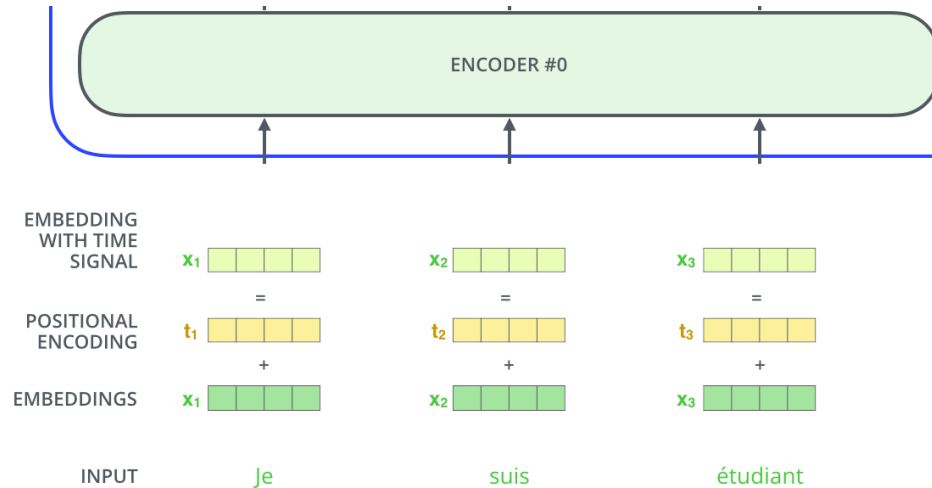 ENCODER #0
EMBEDDING
WITH TIME
SIGNAL
x₁ x₂ x₃
= = =
POSITIONAL
ENCODING
t₁ t₂ t₃
+ + +
EMBEDDINGS x₁ x₂ x₃
INPUT Je suis étudiant